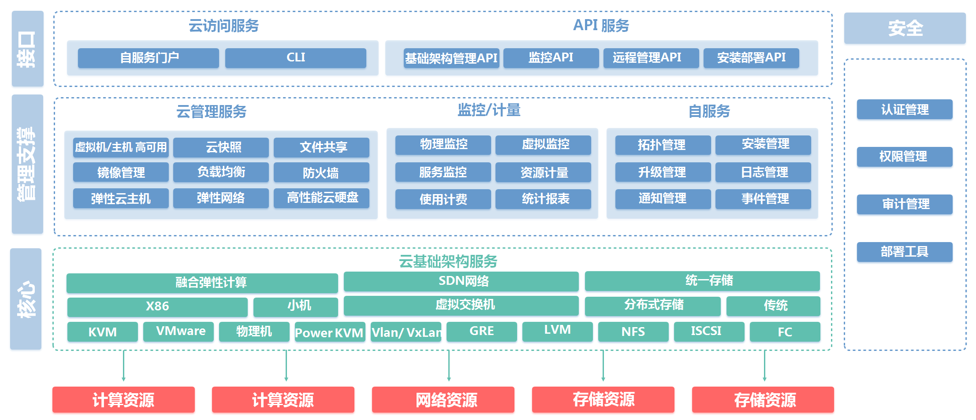 接口
云访问服务
自服务门户
CLI
API 服务
基础架构管理API
监控API
远程管理API
安装部署API
管理支撑
云管理服务
虚拟机/主机 高可用
云快照
文件共享
镜像管理
负载均衡
防火墙
弹性云主机
弹性网络
高性能云硬盘
监控/计量
物理监控
虚拟监控
服务监控
资源计量
使用计费
统计报表
自服务
拓扑管理
安装管理
升级管理
日志管理
通知管理
事件管理
核心
云基础架构服务
融合弹性计算
SDN网络
统一存储
X86
小机
虚拟交换机
分布式存储
传统
KVM
VMware
物理机
Power KVM
Vlan/ VxLan
GRE
LVM
NFS
ISCSI
FC
计算资源
计算资源
网络资源
存储资源
存储资源
安全
认证管理
权限管理
审计管理
部署工具